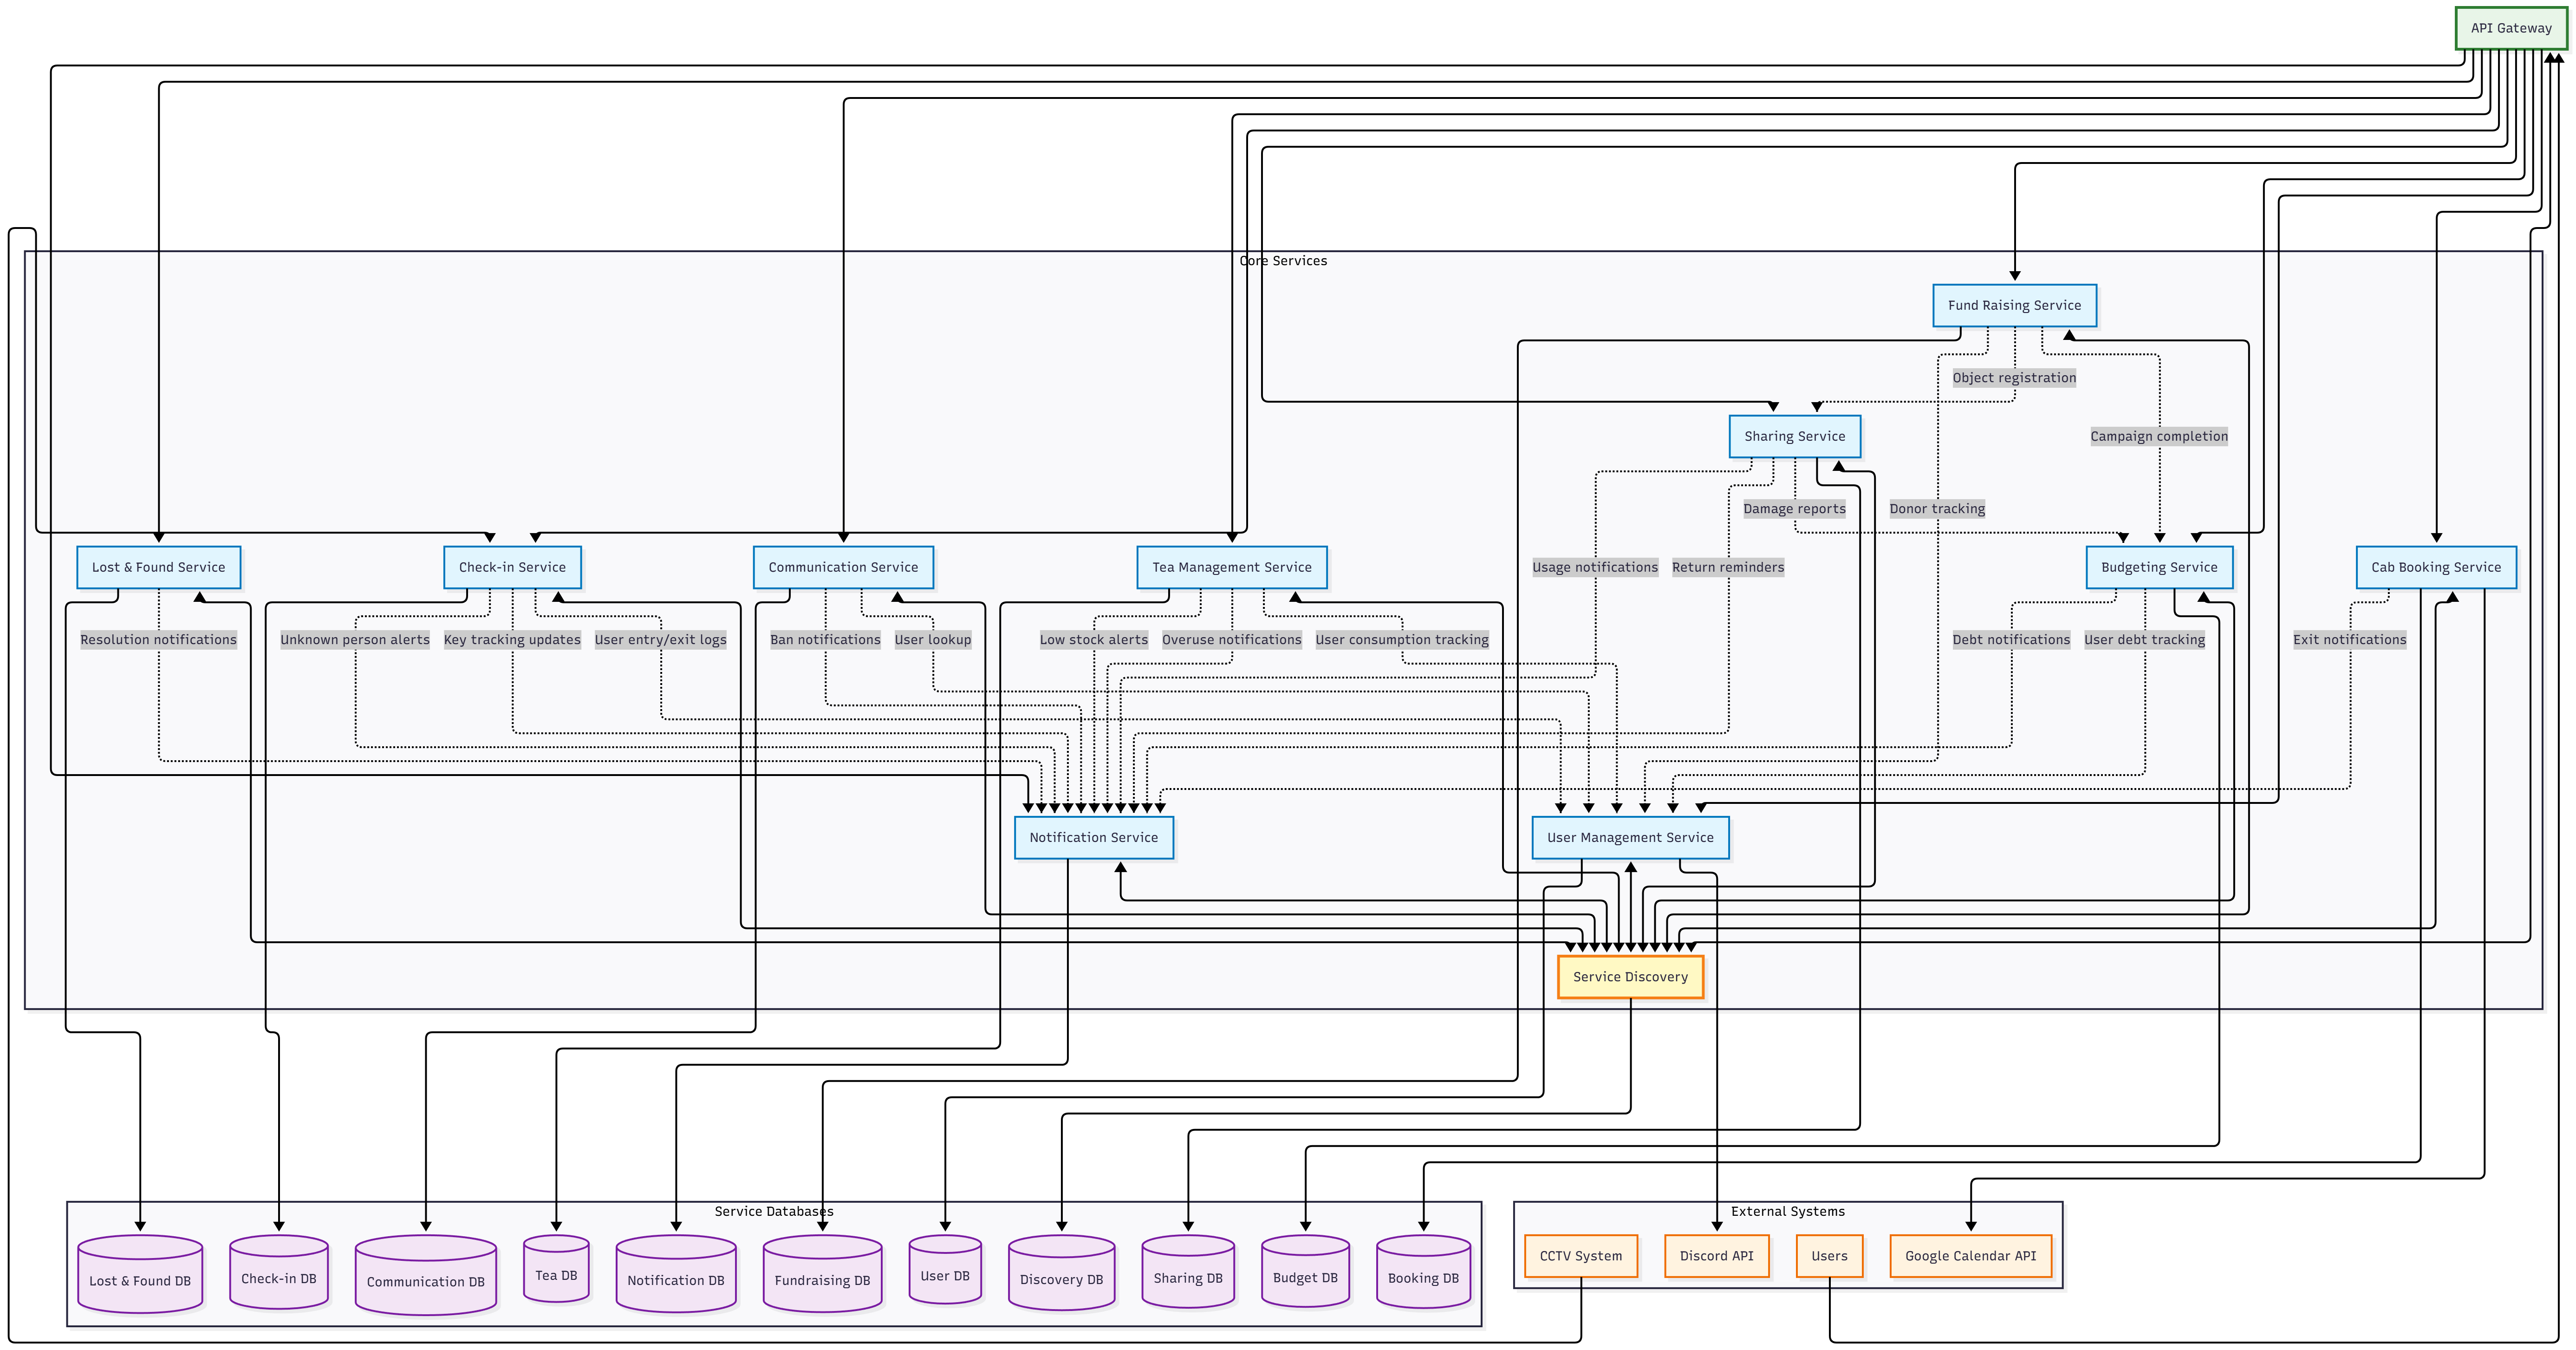 API Gateway
Core Services
Fund Raising Service
Object registration
Sharing Service
Campaign completion
Damage reports
Donor tracking
Lost & Found Service
Check-in Service
Communication Service
Tea Management Service
Usage notifications
Return reminders
Budgeting Service
Cab Booking Service
Resolution notifications
Unknown person alerts
Key tracking updates
User entry/exit logs
Ban notifications
User lookup
Low stock alerts
Overuse notifications
User consumption tracking
Debt notifications
User debt tracking
Exit notifications
Notification Service
User Management Service
Service Discovery
Service Databases
External Systems
Lost & Found DB
Check-in DB
Communication DB
Tea DB
Notification DB
Fundraising DB
User DB
Discovery DB
Sharing DB
Budget DB
Booking DB
CCTV System
Discord API
Users
Google Calendar API